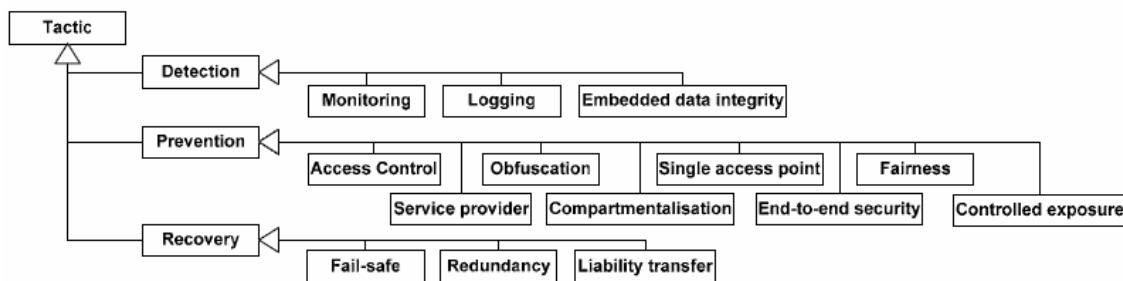 Tactic
Detection
Monitoring Logging Embedded data integrity
Prevention
Access Control Obfuscation Single access point Fairness
Service provider Compartmentalisation End-to-end security Controlled exposure
Recovery
Fail-safe Redundancy Liability transfer